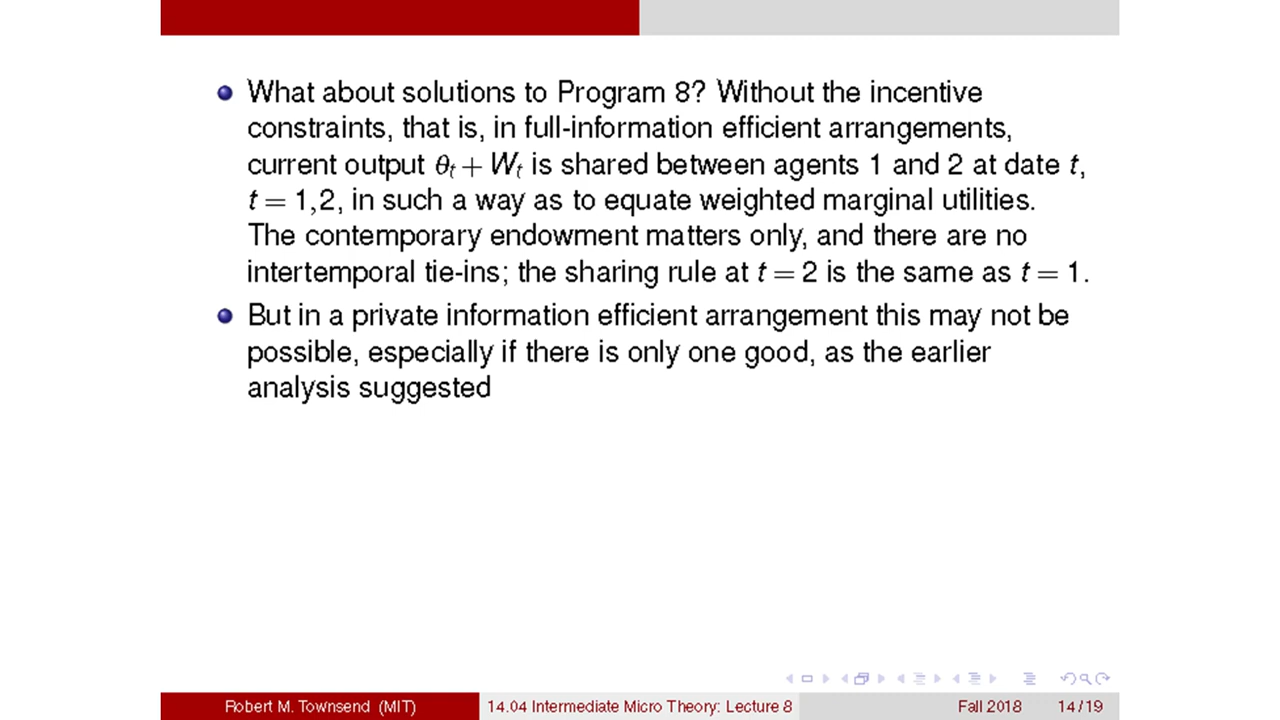 What about solutions to Program 8? Without the incentive
constraints, that is, in full-information efficient arrangements,
current output θt + Wt is shared between agents 1 and 2 at date t,
t = 1,2, in such a way as to equate weighted marginal utilities.
The contemporary endowment matters only, and there are no
intertemporal tie-ins; the sharing rule at t = 2 is the same as t = 1.
But in a private information efficient arrangement this may not be
possible, especially if there is only one good, as the earlier
analysis suggested
Robert M. Townsend (MIT) 14.04 Intermediate Micro Theory: Lecture 8 Fall 2018 14/19